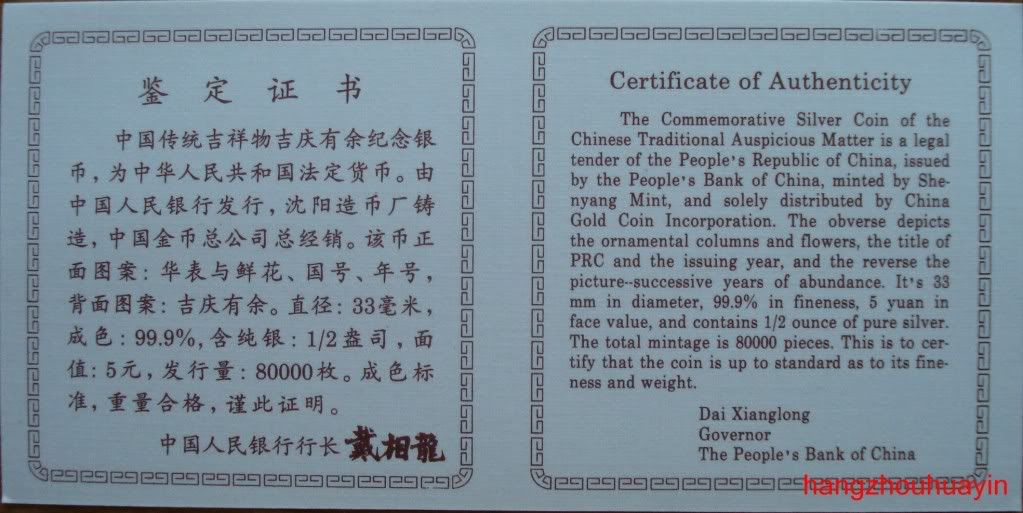 鉴定证书
中国传统吉祥物吉庆有余纪念银
币，为中华人民共和国法定货币。由
中国人民银行发行，沈阳造币厂铸
造，中国金币总公司总经销。该币正
面图案：华表与鲜花、国号、年号，
背面图案：吉庆有余。直径：33毫米，
成色：99.9%，含纯银：1/2盎司，面
值：5元，发行量：80000枚。成色标
准，重量合格，谨此证明。
中国人民银行行长 戴相龍
Certificate of Authenticity
The Commemorative Silver Coin of the
Chinese Traditional Auspicious Matter is a legal
tender of the People's Republic of China, issued
by the People's Bank of China, minted by She-
nyang Mint, and solely distributed by China
Gold Coin Incorporation. The obverse depicts
the ornamental columns and flowers, the title of
PRC and the issuing year, and the reverse the
picture--successive years of abundance. It's 33
mm in diameter, 99.9% in fineness, 5 yuan in
face value, and contains 1/2 ounce of pure silver.
The total mintage is 80000 pieces. This is to cer-
tify that the coin is up to standard as to its fine-
ness and weight.
Dai Xianglong
Governor
The People's Bank of China
hangzhouhuayin